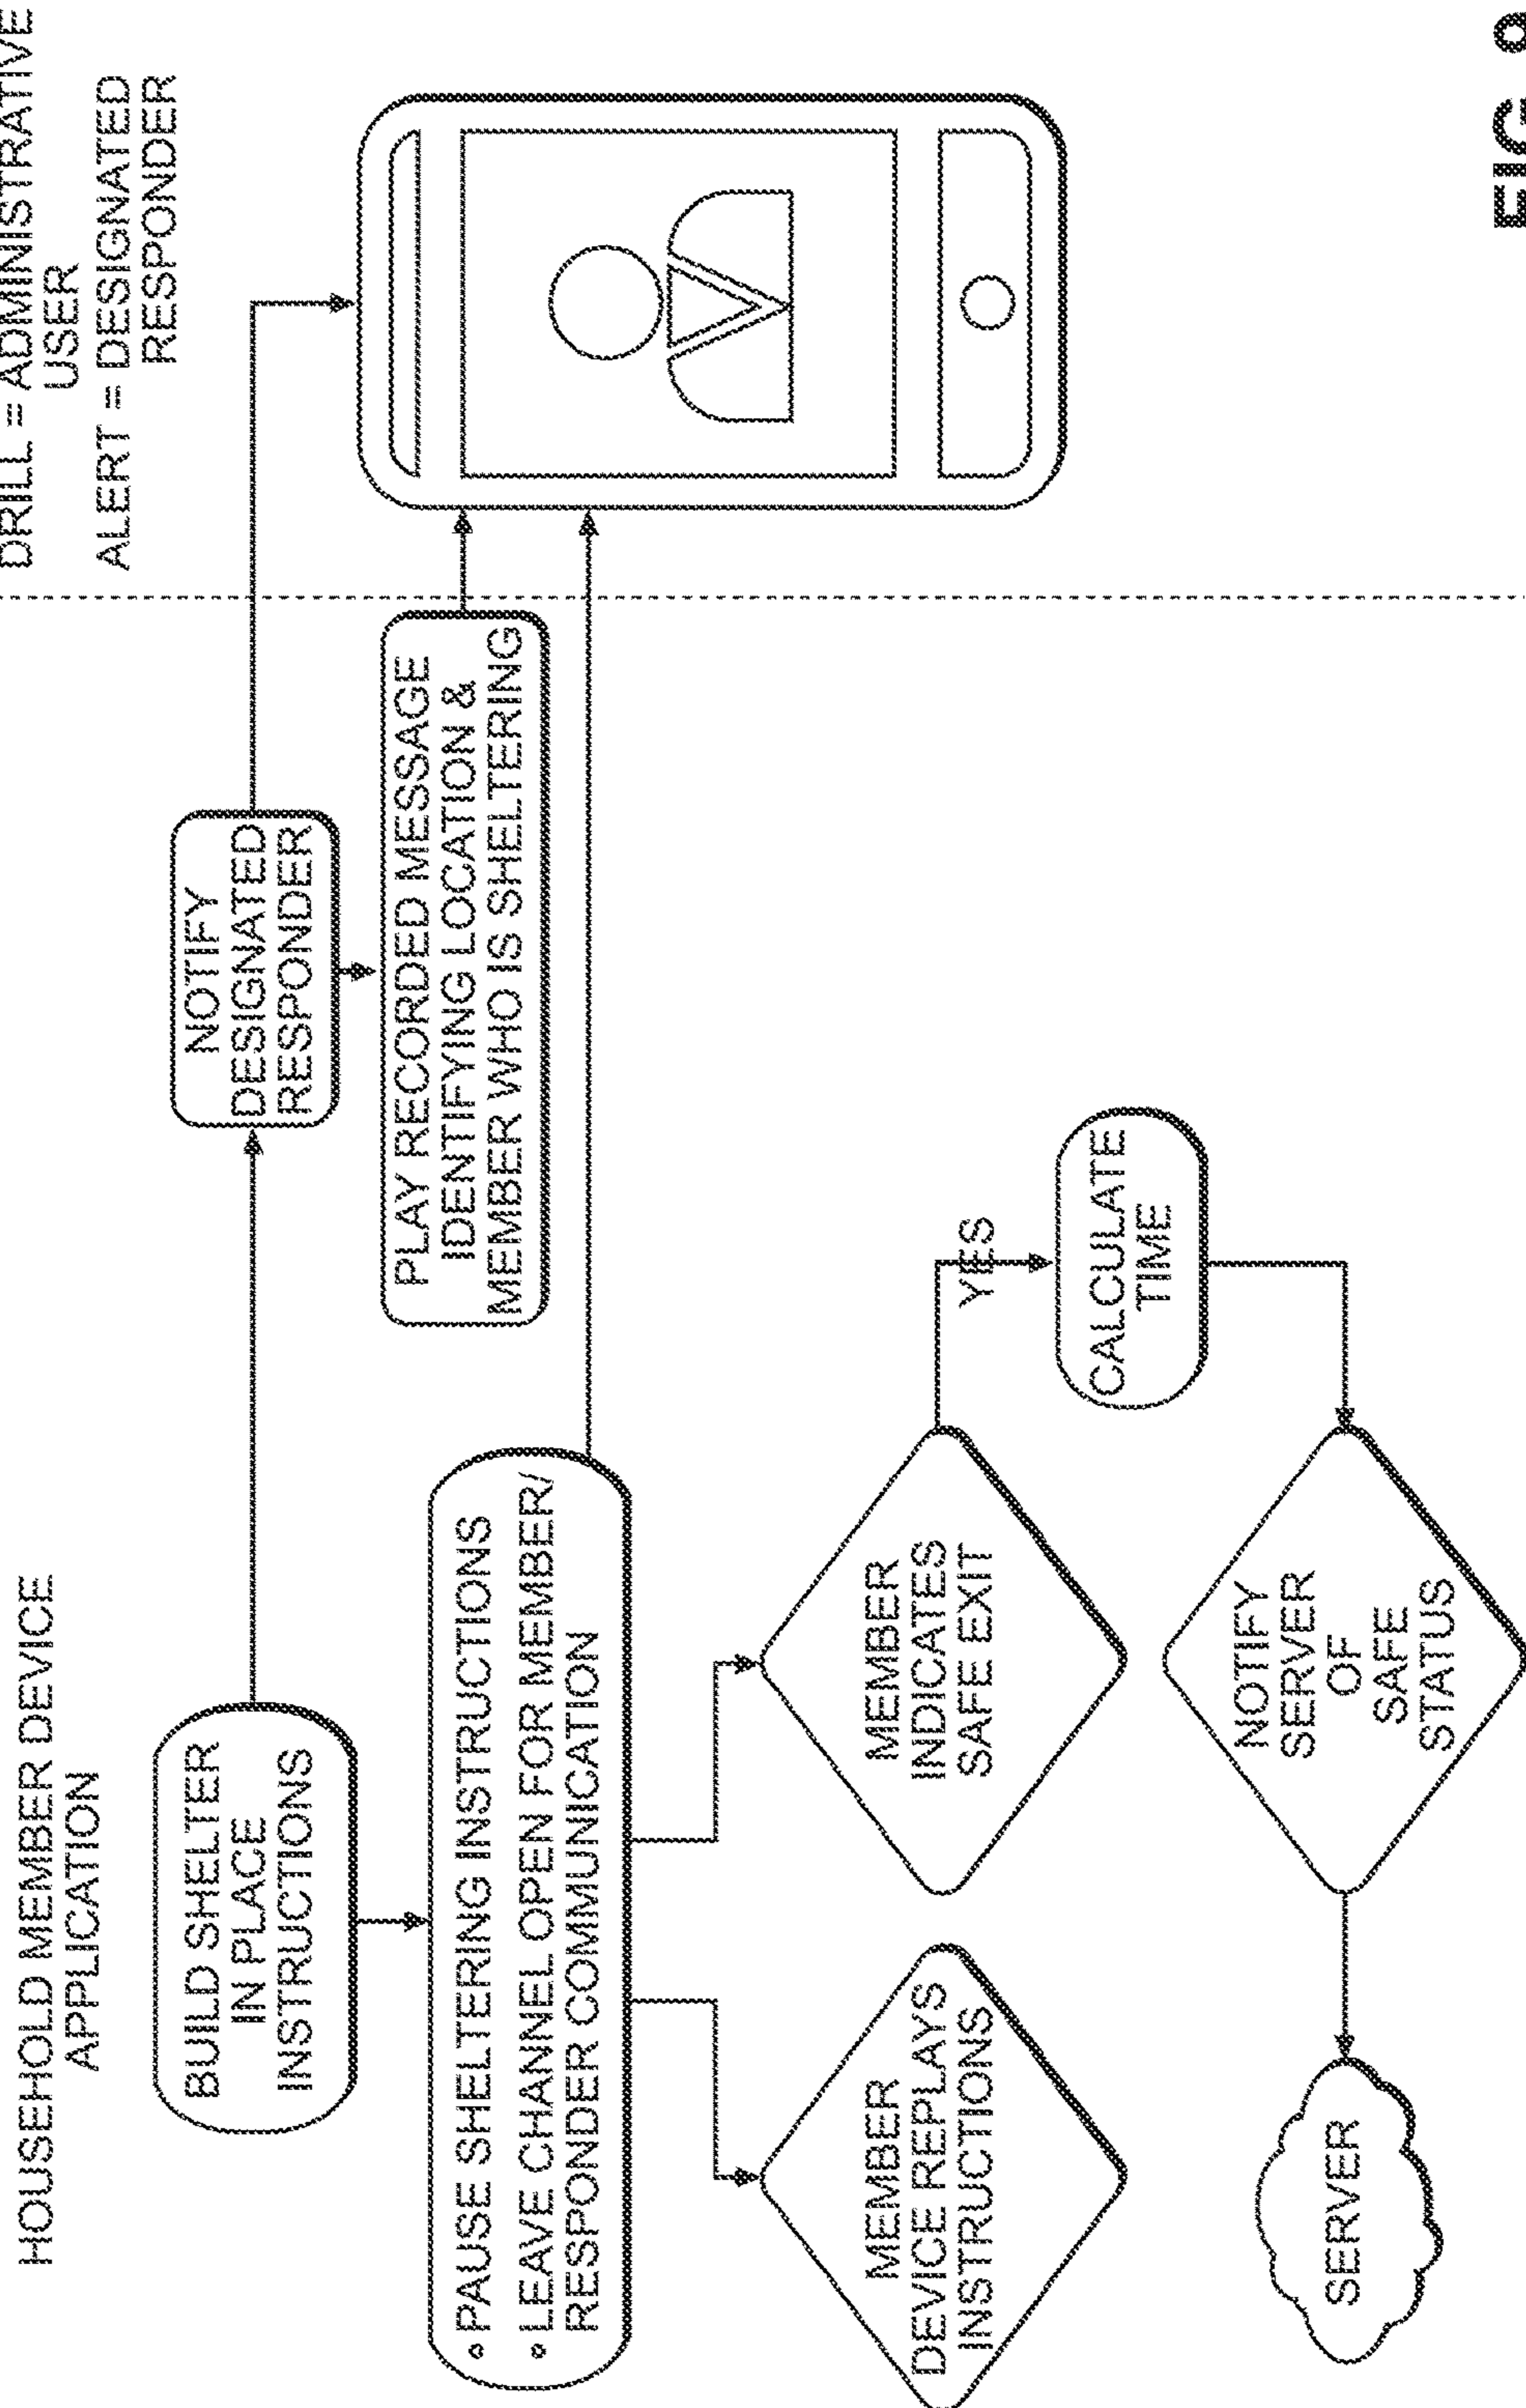 HOUSEHOLD MEMBER DEVICE
APPLICATION
DRILL = ADMINISTRATIVE
USER
ALERT = DESIGNATED
RESPONDER
BUILD SHELTER
IN PLACE
INSTRUCTIONS
NOTIFY
DESIGNATED
RESPONDER
PLAY RECORDED MESSAGE
IDENTIFYING LOCATION &
MEMBER WHO IS SHELTERING
• PAUSE SHELTERING INSTRUCTIONS
• LEAVE CHANNEL OPEN FOR MEMBER/
RESPONDER COMMUNICATION
MEMBER
DEVICE REPLAYS
INSTRUCTIONS
MEMBER
INDICATES
SAFE EXIT
YES
CALCULATE
TIME
SERVER
NOTIFY
SERVER
OF
SAFE
STATUS
FIG